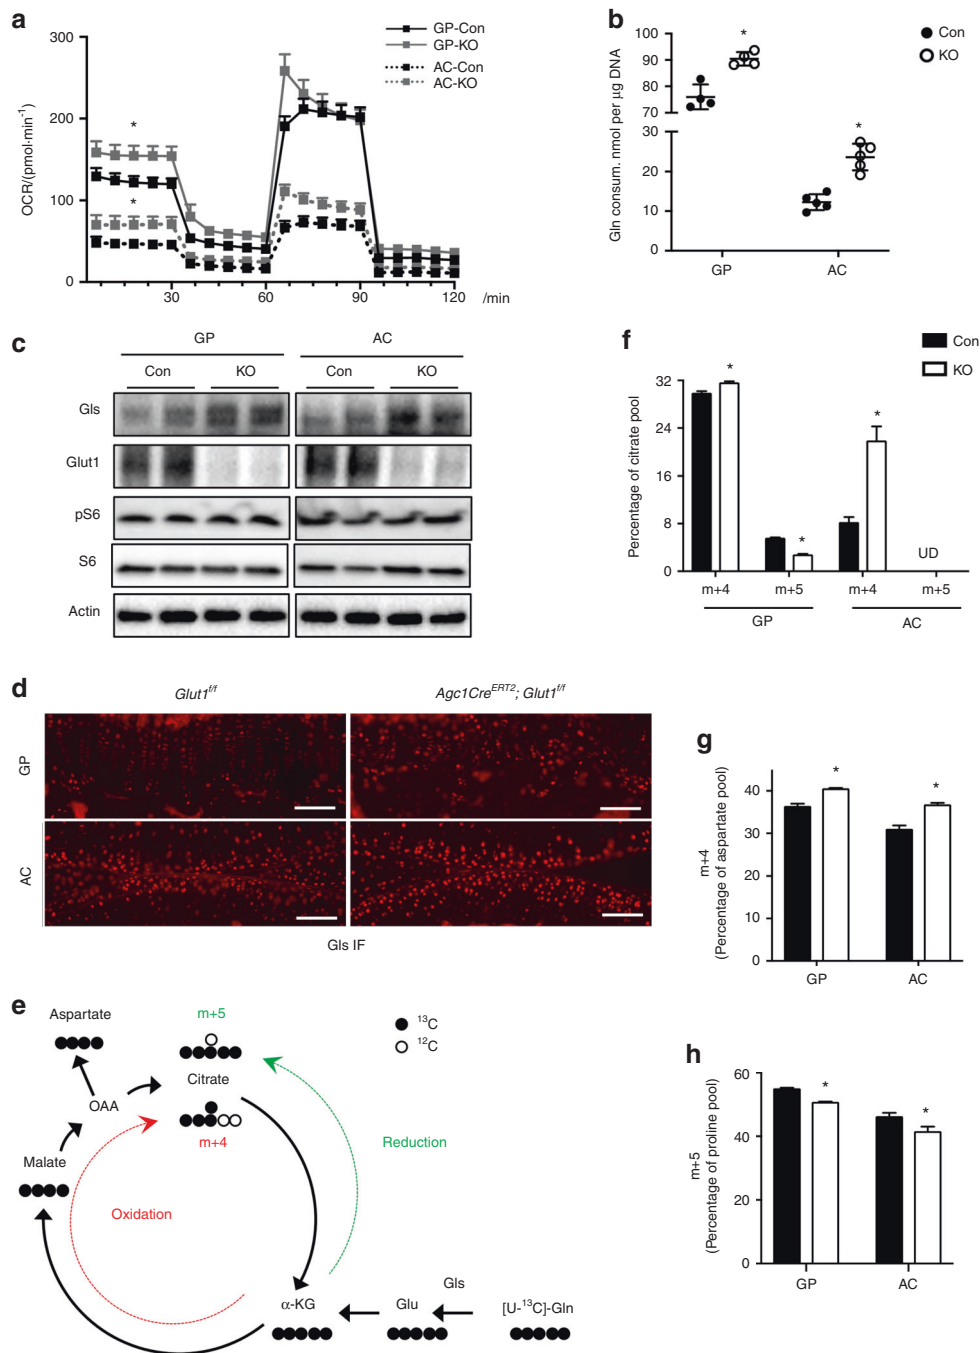 a
GP-Con
GP-KO
AC-Con
AC-KO
OCR/(pmol·min⁻¹)
300
200
100
0
*
*
30
60
90
120
/min
b
Con
KO
Gln consum. nmol per µg DNA
100
90
80
70
30
20
10
0
*
*
GP
AC
c
GP
AC
Con
KO
Con
KO
Gls
Glut1
pS6
S6
Actin
f
Con
KO
Percentage of citrate pool
32
24
16
8
0
*
*
*
UD
m+4
m+5
m+4
m+5
GP
AC
d
Glut1^f/f
Agc1Cre^ERT2; Glut1^f/f
GP
AC
Gls IF
g
m+4
(Percentage of aspartate pool)
40
30
20
10
0
*
*
GP
AC
e
Aspartate
m+5
¹³C
¹²C
Citrate
OAA
m+4
Malate
Reduction
Oxidation
α-KG
Glu
Gls
[U-¹³C]-Gln
h
m+5
(Percentage of proline pool)
60
40
20
0
*
*
GP
AC